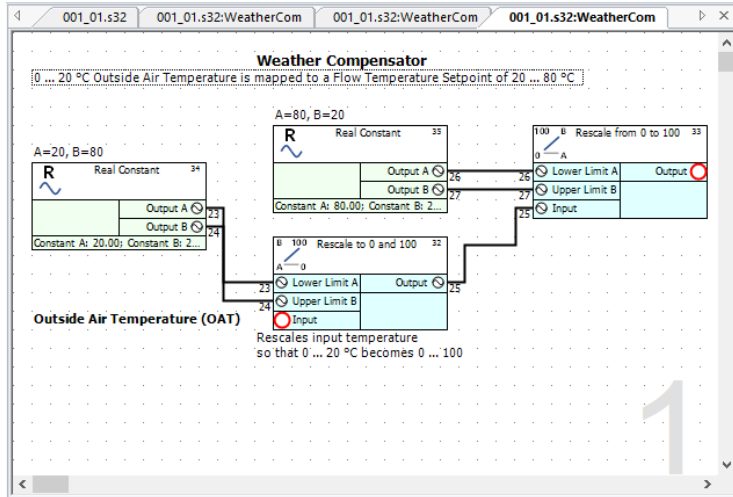 001_01.s32
001_01.s32:WeatherCom
001_01.s32:WeatherCom
001_01.s32:WeatherCom
Weather Compensator
0 ... 20 °C Outside Air Temperature is mapped to a Flow Temperature Setpoint of 20 ... 80 °C
A=80, B=20
R
Real Constant
35
Output A
26
Output B
27
Constant A: 80.00; Constant B: 2...
100
B
Rescale from 0 to 100
33
0
A
26
Lower Limit A
Output
27
Upper Limit B
25
Input
A=20, B=80
R
Real Constant
34
Output A
23
Output B
24
Constant A: 20.00; Constant B: 2...
B
100
Rescale to 0 and 100
32
A
0
23
Lower Limit A
Output
25
24
Upper Limit B
Input
Outside Air Temperature (OAT)
Rescales input temperature
so that 0 ... 20 °C becomes 0 ... 100
1